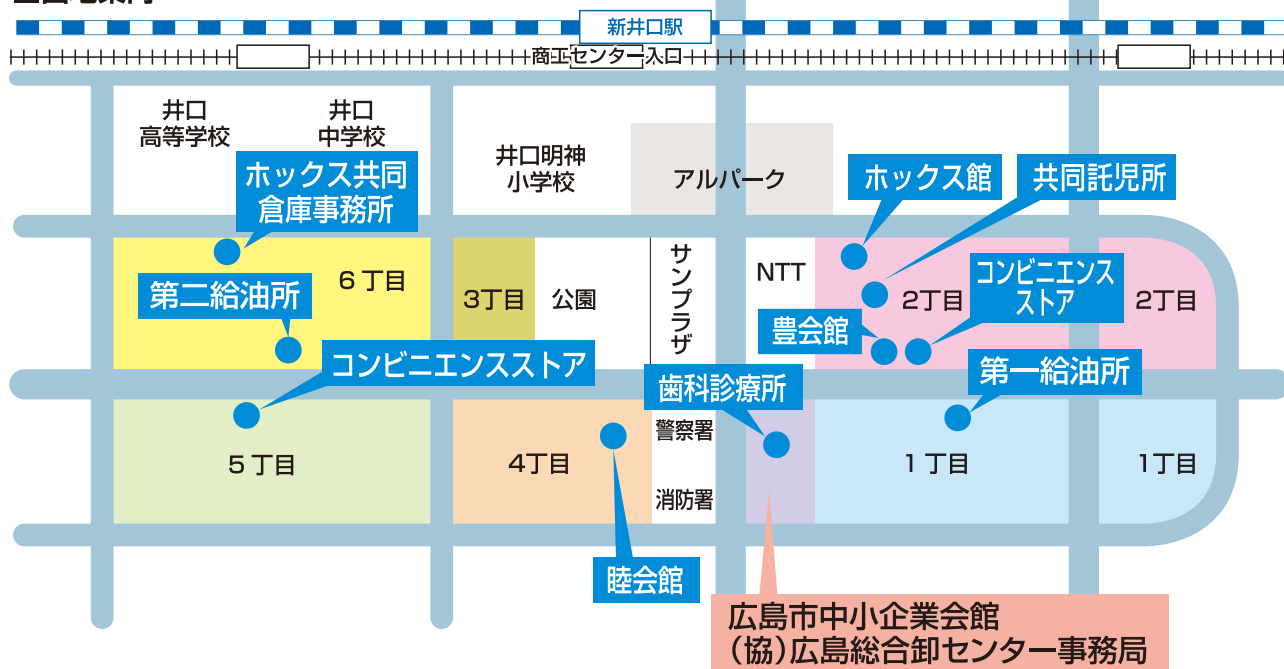 新井口駅
商工センター入口
井口
高等学校
井口
中学校
井口明神
小学校
アルパーク
ホックス共同
倉庫事務所
ホックス館
共同託児所
第二給油所
6丁目
3丁目
公園
サンプラザ
NTT
2丁目
コンビニエンス
ストア
2丁目
豊会館
コンビニエンスストア
歯科診療所
第一給油所
5丁目
4丁目
警察署
消防署
1丁目
1丁目
睦会館
広島市中小企業会館
(協)広島総合卸センター事務局